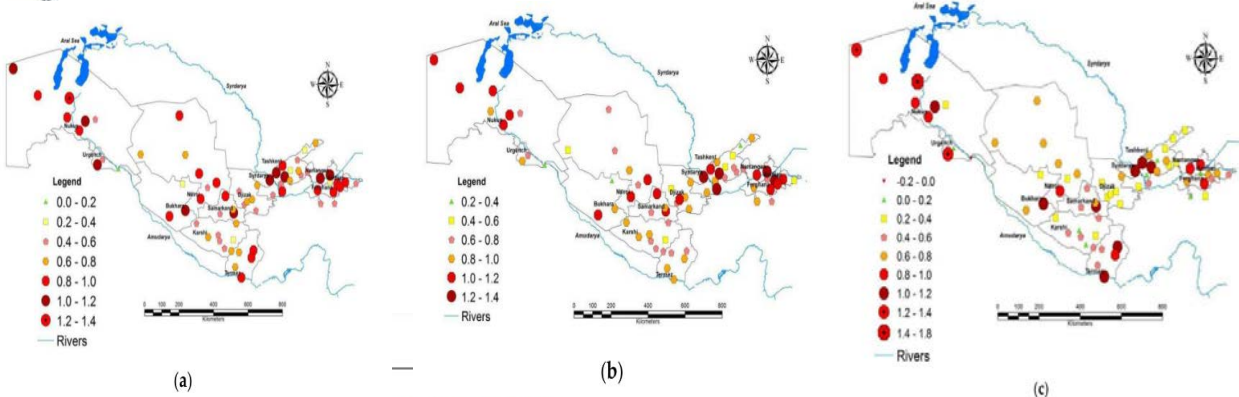 Aral Sea
Syrdarya
N
W E
S
Nukus
Urgench
Tashkent
Syrdarya
Namangan
Fergana
Djizak
Navoi
Samarkand
Bukhara
Karshi
Amudarya
Termez
Legend
0.0 - 0.2
0.2 - 0.4
0.4 - 0.6
0.6 - 0.8
0.8 - 1.0
1.0 - 1.2
1.2 - 1.4
Rivers
0 100 200 400 600 800
Kilometers
(a)
Aral Sea
Syrdarya
N
W E
S
Nukus
Urgench
Tashkent
Syrdarya
Fergana
Djizak
Navoi
Samarkand
Bukhara
Karshi
Amudarya
Termez
Legend
0.2 - 0.4
0.4 - 0.6
0.6 - 0.8
0.8 - 1.0
1.0 - 1.2
1.2 - 1.4
Rivers
0 100 200 400 600 800
Kilometers
(b)
Aral Sea
Syrdarya
N
W E
S
Nukus
Urgench
Tashkent
Syrdarya
Namangan
Fergana
Djizak
Navoi
Samarkand
Bukhara
Karshi
Amudarya
Termez
Legend
-0.2 - 0.0
0.0 - 0.2
0.2 - 0.4
0.4 - 0.6
0.6 - 0.8
0.8 - 1.0
1.0 - 1.2
1.2 - 1.4
1.4 - 1.8
Rivers
0 100 200 400 600 800
Kilometers
(c)